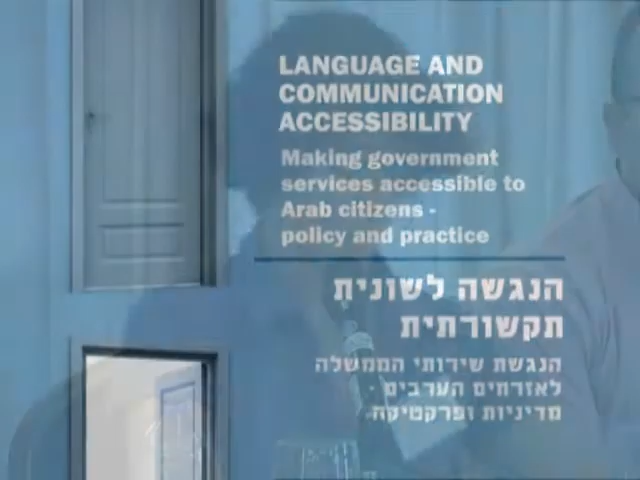 LANGUAGE AND
COMMUNICATION
ACCESSIBILITY
Making government
services accessible to
Arab citizens -
policy and practice
הנגשה לשונית
תקשורתית
הנגשת שירותי הממשלה
לאזרחים הערבים -
מדיניות ופרקטיקה